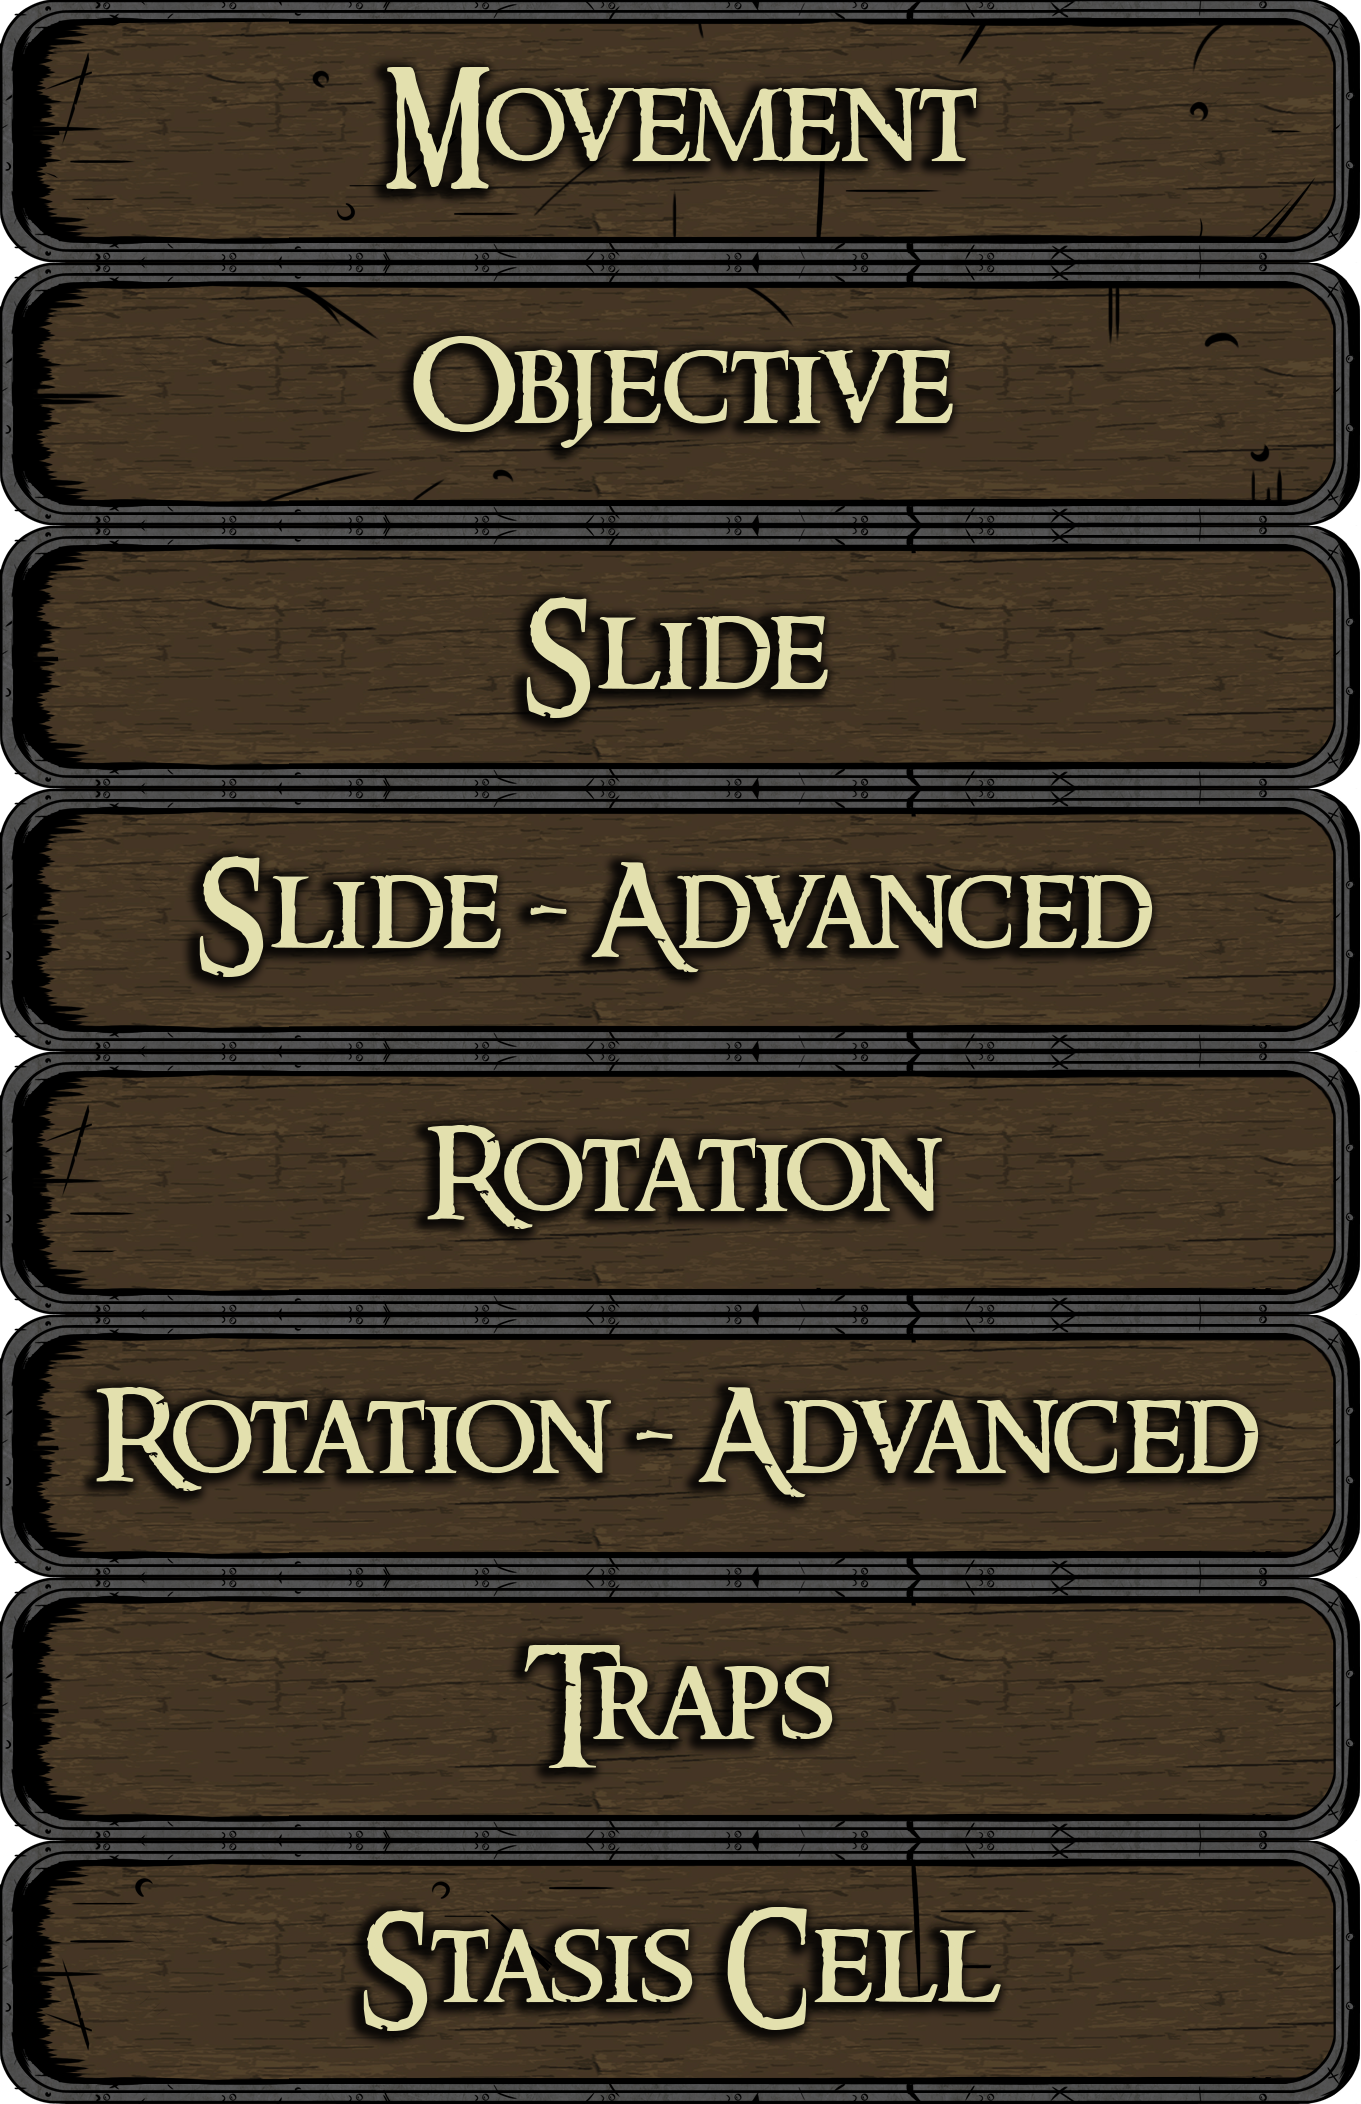 Movement
Objective
Slide
Slide - Advanced
Rotation
Rotation - Advanced
Traps
Stasis Cell